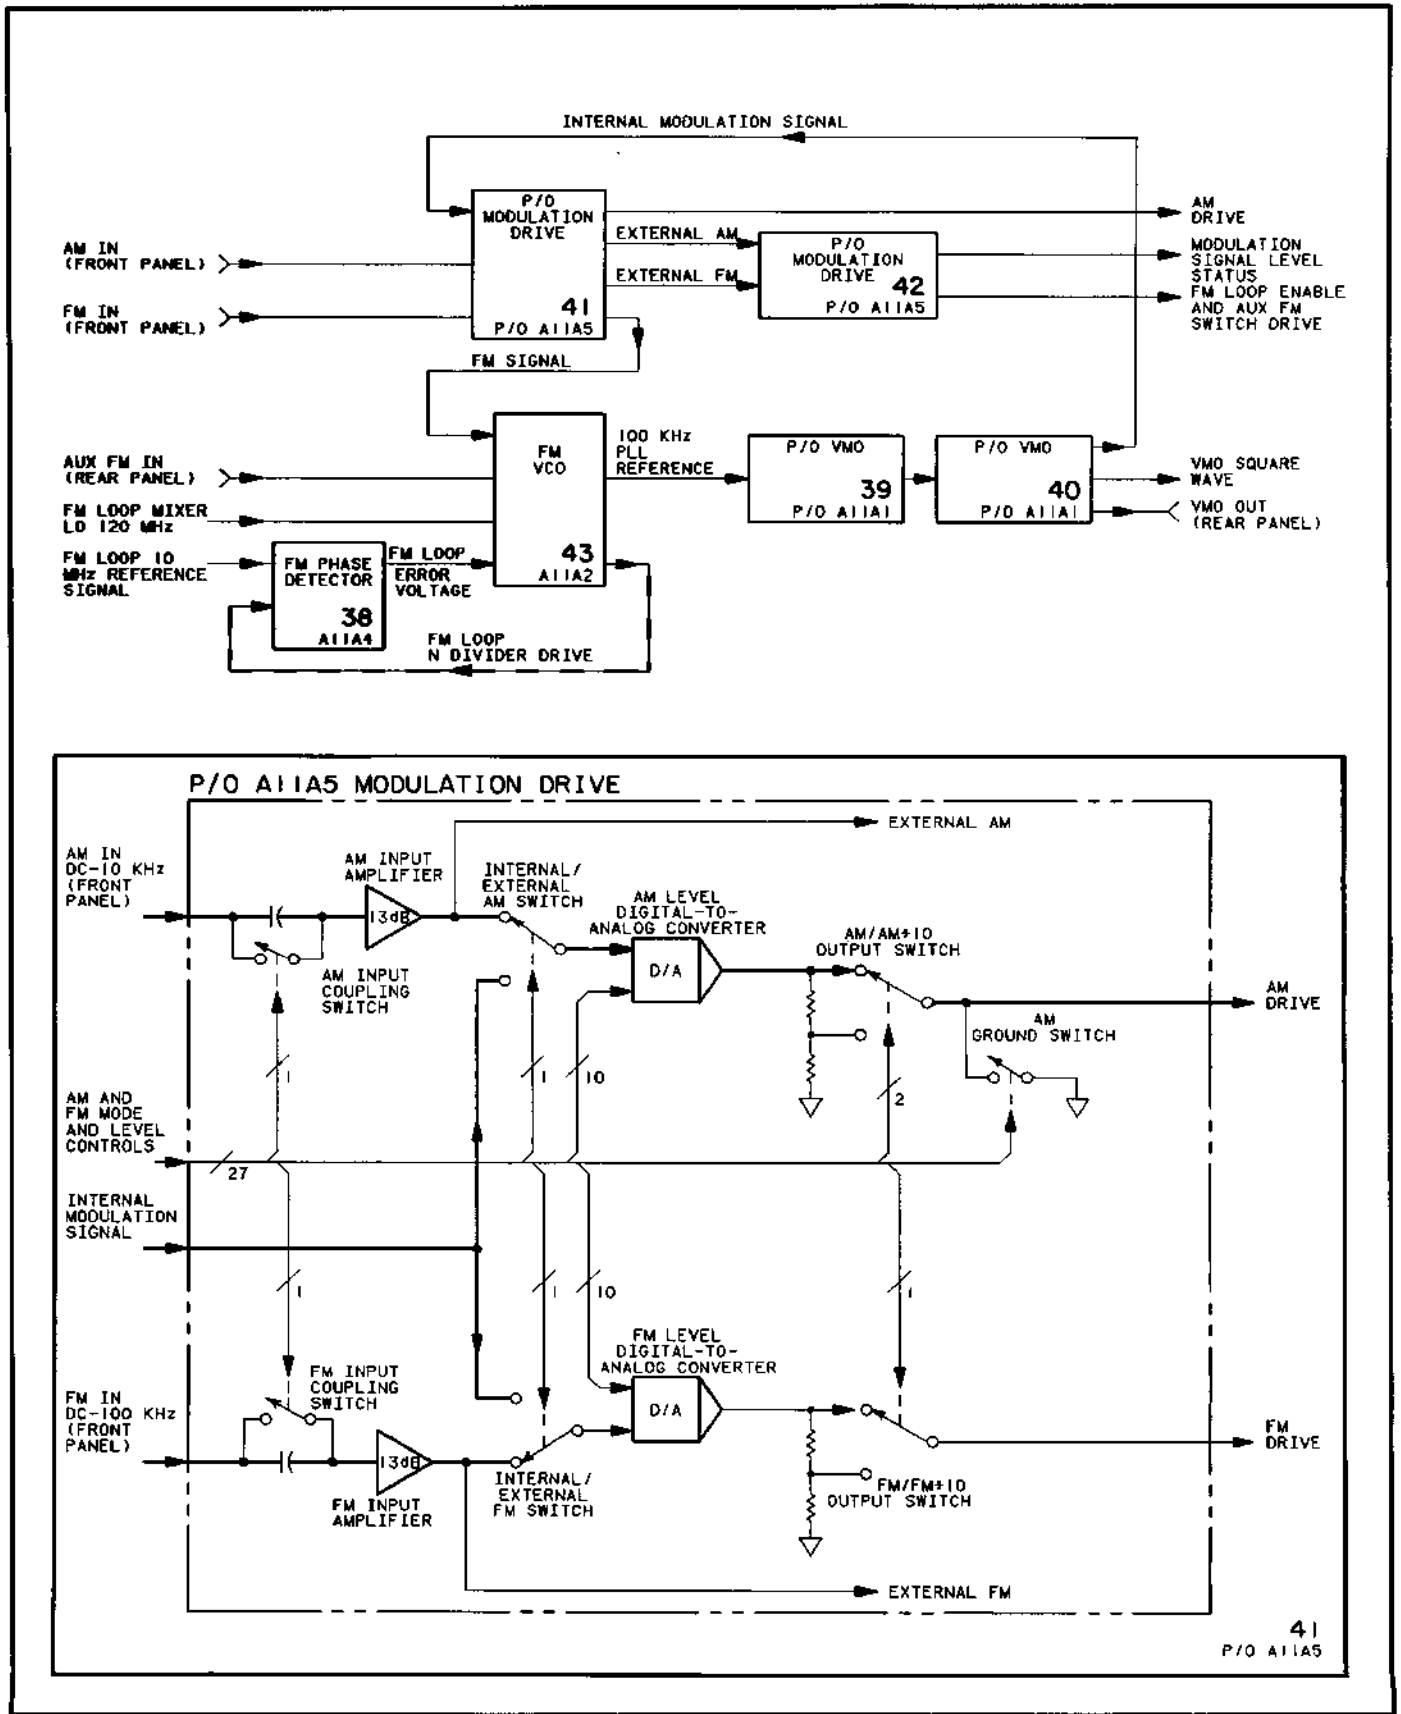 INTERNAL MODULATION SIGNAL
P/O
MODULATION
DRIVE
41
P/O A11A5
AM IN
(FRONT PANEL)
FM IN
(FRONT PANEL)
EXTERNAL AM
EXTERNAL FM
P/O
MODULATION
DRIVE
42
P/O A11A5
AM
DRIVE
MODULATION
SIGNAL LEVEL
STATUS
FM LOOP ENABLE
AND AUX FM
SWITCH DRIVE
FM SIGNAL
AUX FM IN
(REAR PANEL)
FM LOOP MIXER
LO 120 MHz
FM LOOP 10
MHz REFERENCE
SIGNAL
FM PHASE
DETECTOR
38
A11A4
FM LOOP
ERROR
VOLTAGE
FM
VCO
43
A11A2
FM LOOP
N DIVIDER DRIVE
100 KHz
PLL
REFERENCE
P/O VMO
39
P/O A11A1
P/O VMO
40
P/O A11A1
VMO SQUARE
WAVE
VMO OUT
(REAR PANEL)
P/O A11A5 MODULATION DRIVE
AM IN
DC-10 KHz
(FRONT
PANEL)
AM INPUT
AMPLIFIER
13dB
AM INPUT
COUPLING
SWITCH
INTERNAL/
EXTERNAL
AM SWITCH
EXTERNAL AM
AM LEVEL
DIGITAL-TO-
ANALOG CONVERTER
D/A
AM/AM÷10
OUTPUT SWITCH
AM
GROUND SWITCH
AM
DRIVE
1
1
10
2
AM AND
FM MODE
AND LEVEL
CONTROLS
27
INTERNAL
MODULATION
SIGNAL
1
1
10
1
FM IN
DC-100 KHz
(FRONT
PANEL)
FM INPUT
COUPLING
SWITCH
13dB
FM INPUT
AMPLIFIER
INTERNAL/
EXTERNAL
FM SWITCH
FM LEVEL
DIGITAL-TO-
ANALOG CONVERTER
D/A
FM/FM÷10
OUTPUT SWITCH
FM
DRIVE
EXTERNAL FM
41
P/O A11A5